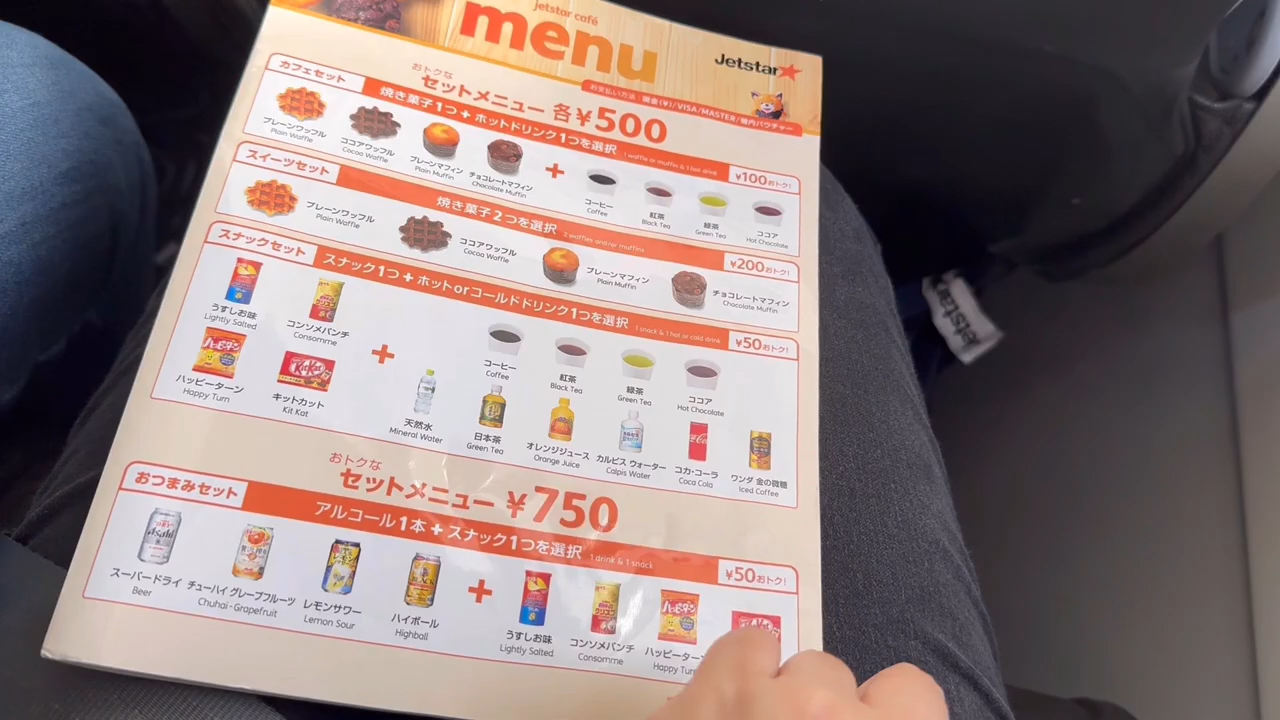 jetstar café
menu
Jetstar
お支払い方法：現金(¥)/VISA/MASTER/機内バウチャー
おトクな
セットメニュー 各¥500
カフェセット
焼き菓子1つ+ホットドリンク1つを選択 1 waffle or muffin & 1 hot drink
¥100おトク!
プレーンワッフル
Plain Waffle
ココアワッフル
Cocoa Waffle
プレーンマフィン
Plain Muffin
チョコレートマフィン
Chocolate Muffin
+
コーヒー
Coffee
紅茶
Black Tea
緑茶
Green Tea
ココア
Hot Chocolate
スイーツセット
焼き菓子2つを選択 2 waffles and/or muffins
¥200おトク!
プレーンワッフル
Plain Waffle
ココアワッフル
Cocoa Waffle
プレーンマフィン
Plain Muffin
チョコレートマフィン
Chocolate Muffin
スナックセット
スナック1つ+ホットorコールドドリンク1つを選択 1 snack & 1 hot or cold drink
¥50おトク!
うすしお味
Lightly Salted
コンソメパンチ
Consomme
ハッピーターン
Happy Turn
キットカット
Kit Kat
+
コーヒー
Coffee
紅茶
Black Tea
緑茶
Green Tea
ココア
Hot Chocolate
天然水
Mineral Water
日本茶
Green Tea
オレンジジュース
Orange Juice
カルピス ウォーター
Calpis Water
コカ・コーラ
Coca Cola
ワンダ 金の微糖
Iced Coffee
おトクな
セットメニュー ¥750
おつまみセット
アルコール1本+スナック1つを選択 1 drink & 1 snack
¥50おトク!
スーパードライ
Beer
チューハイ グレープフルーツ
Chuhai - Grapefruit
レモンサワー
Lemon Sour
ハイボール
Highball
+
うすしお味
Lightly Salted
コンソメパンチ
Consomme
ハッピーターン
Happy Turn
Jetstar